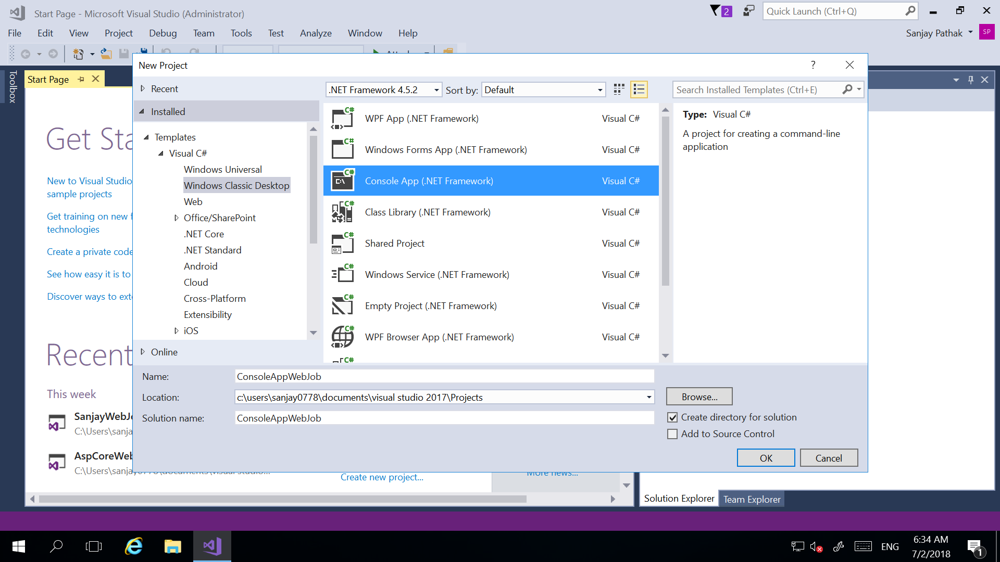 Start Page - Microsoft Visual Studio (Administrator)
2
Quick Launch (Ctrl+Q)
File Edit View Project Debug Team Tools Test Analyze Window Help
Sanjay Pathak SP
Toolbox
Start Page
New Project
?
Recent
.NET Framework 4.5.2
Sort by: Default
Search Installed Templates (Ctrl+E)
Installed
Templates
Visual C#
Windows Universal
Windows Classic Desktop
Web
Office/SharePoint
.NET Core
.NET Standard
Android
Cloud
Cross-Platform
Extensibility
iOS
Online
C# WPF App (.NET Framework) Visual C#
C# Windows Forms App (.NET Framework) Visual C#
C# C:\ Console App (.NET Framework) Visual C#
C# Class Library (.NET Framework) Visual C#
C# Shared Project Visual C#
C# Windows Service (.NET Framework) Visual C#
C# Empty Project (.NET Framework) Visual C#
C# WPF Browser App (.NET Framework) Visual C#
C#
Type: Visual C#
A project for creating a command-line
application
Name: ConsoleAppWebJob
Location: c:\users\sanjay0778\documents\visual studio 2017\Projects
Browse...
Solution name: ConsoleAppWebJob
Create directory for solution
Add to Source Control
OK Cancel
Get Sta
New to Visual Studio
sample projects
Get training on new f
technologies
Create a private code
See how easy it is to
Discover ways to exte
Recent
This week
SanjayWebJo
C:\Users\sanja
AspCoreWeb
C:\Users\sanjay0778\documents\visual studio...
Create new project...
More news...
Solution Explorer Team Explorer
ENG
6:34 AM
7/2/2018
1